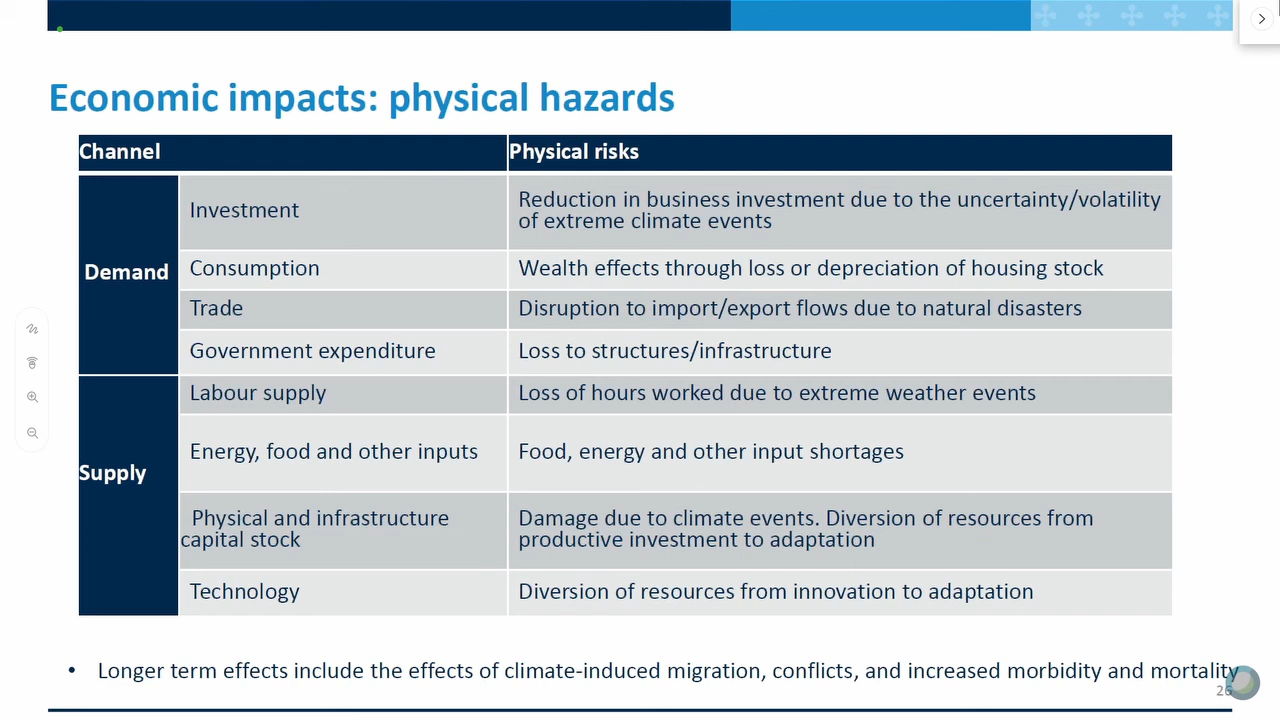 Economic impacts: physical hazards
Channel
Physical risks
Demand
Investment
Reduction in business investment due to the uncertainty/volatility
of extreme climate events
Consumption
Wealth effects through loss or depreciation of housing stock
Trade
Disruption to import/export flows due to natural disasters
Government expenditure
Loss to structures/infrastructure
Supply
Labour supply
Loss of hours worked due to extreme weather events
Energy, food and other inputs
Food, energy and other input shortages
Physical and infrastructure
capital stock
Damage due to climate events. Diversion of resources from
productive investment to adaptation
Technology
Diversion of resources from innovation to adaptation
• Longer term effects include the effects of climate-induced migration, conflicts, and increased morbidity and mortality
26